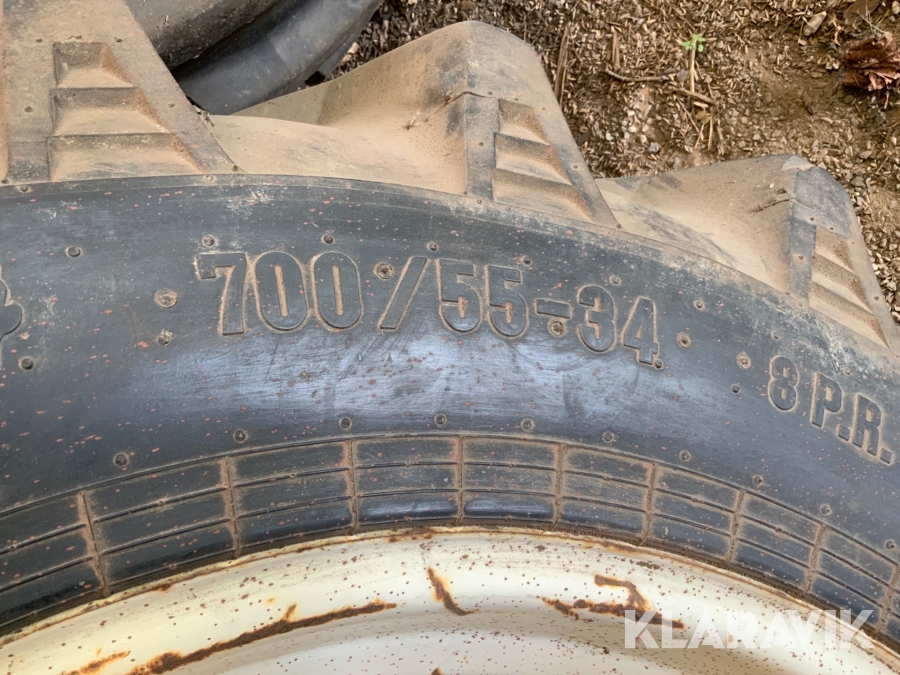 700/55-34
8 P.R.
KLARAVIK